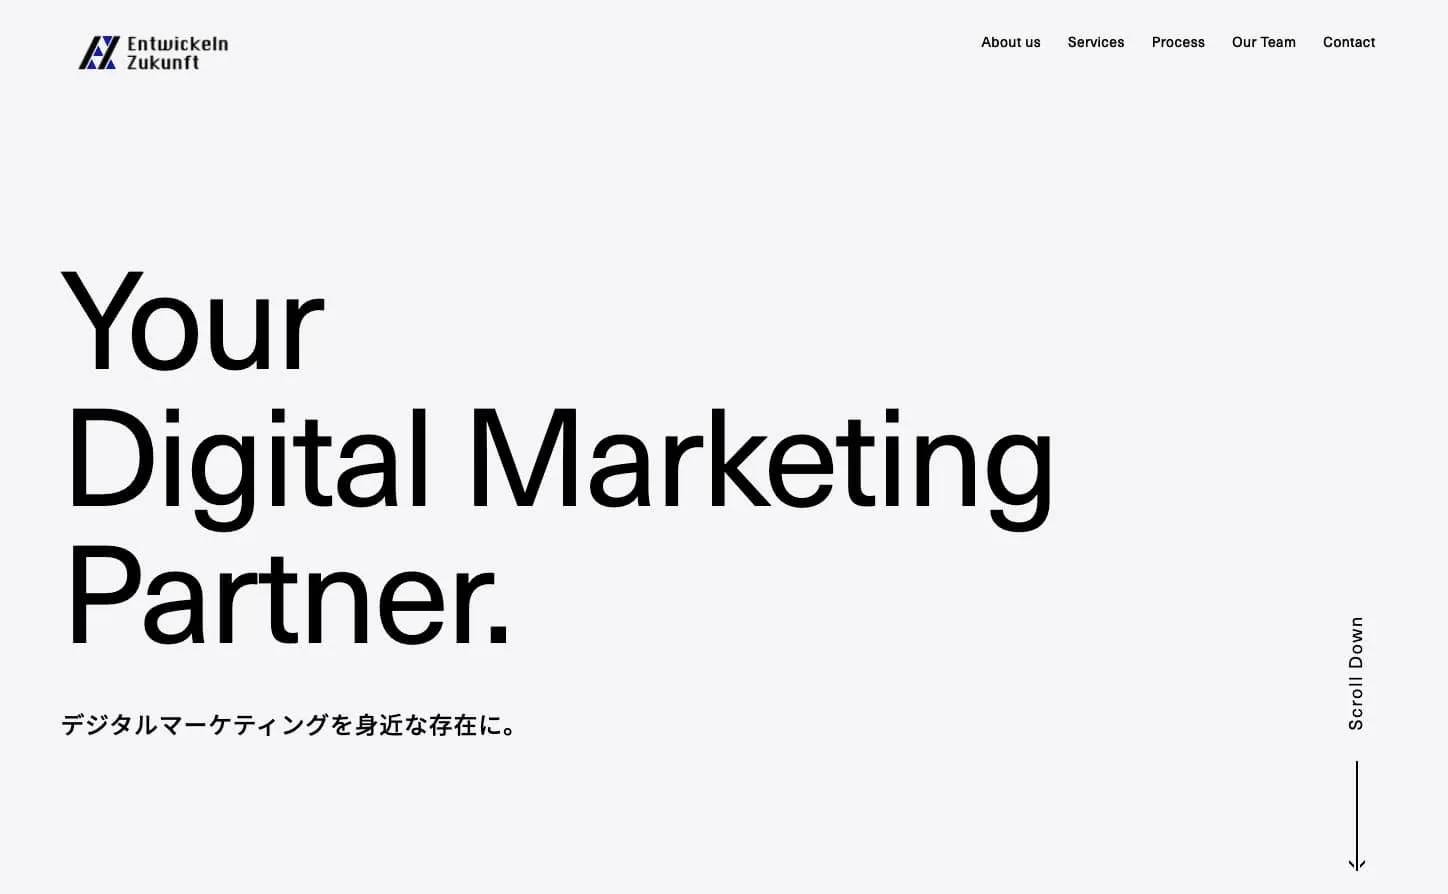 Entwickeln
Zukunft
About us
Services
Process
Our Team
Contact
Your
Digital Marketing
Partner.
デジタルマーケティングを身近な存在に。
Scroll Down